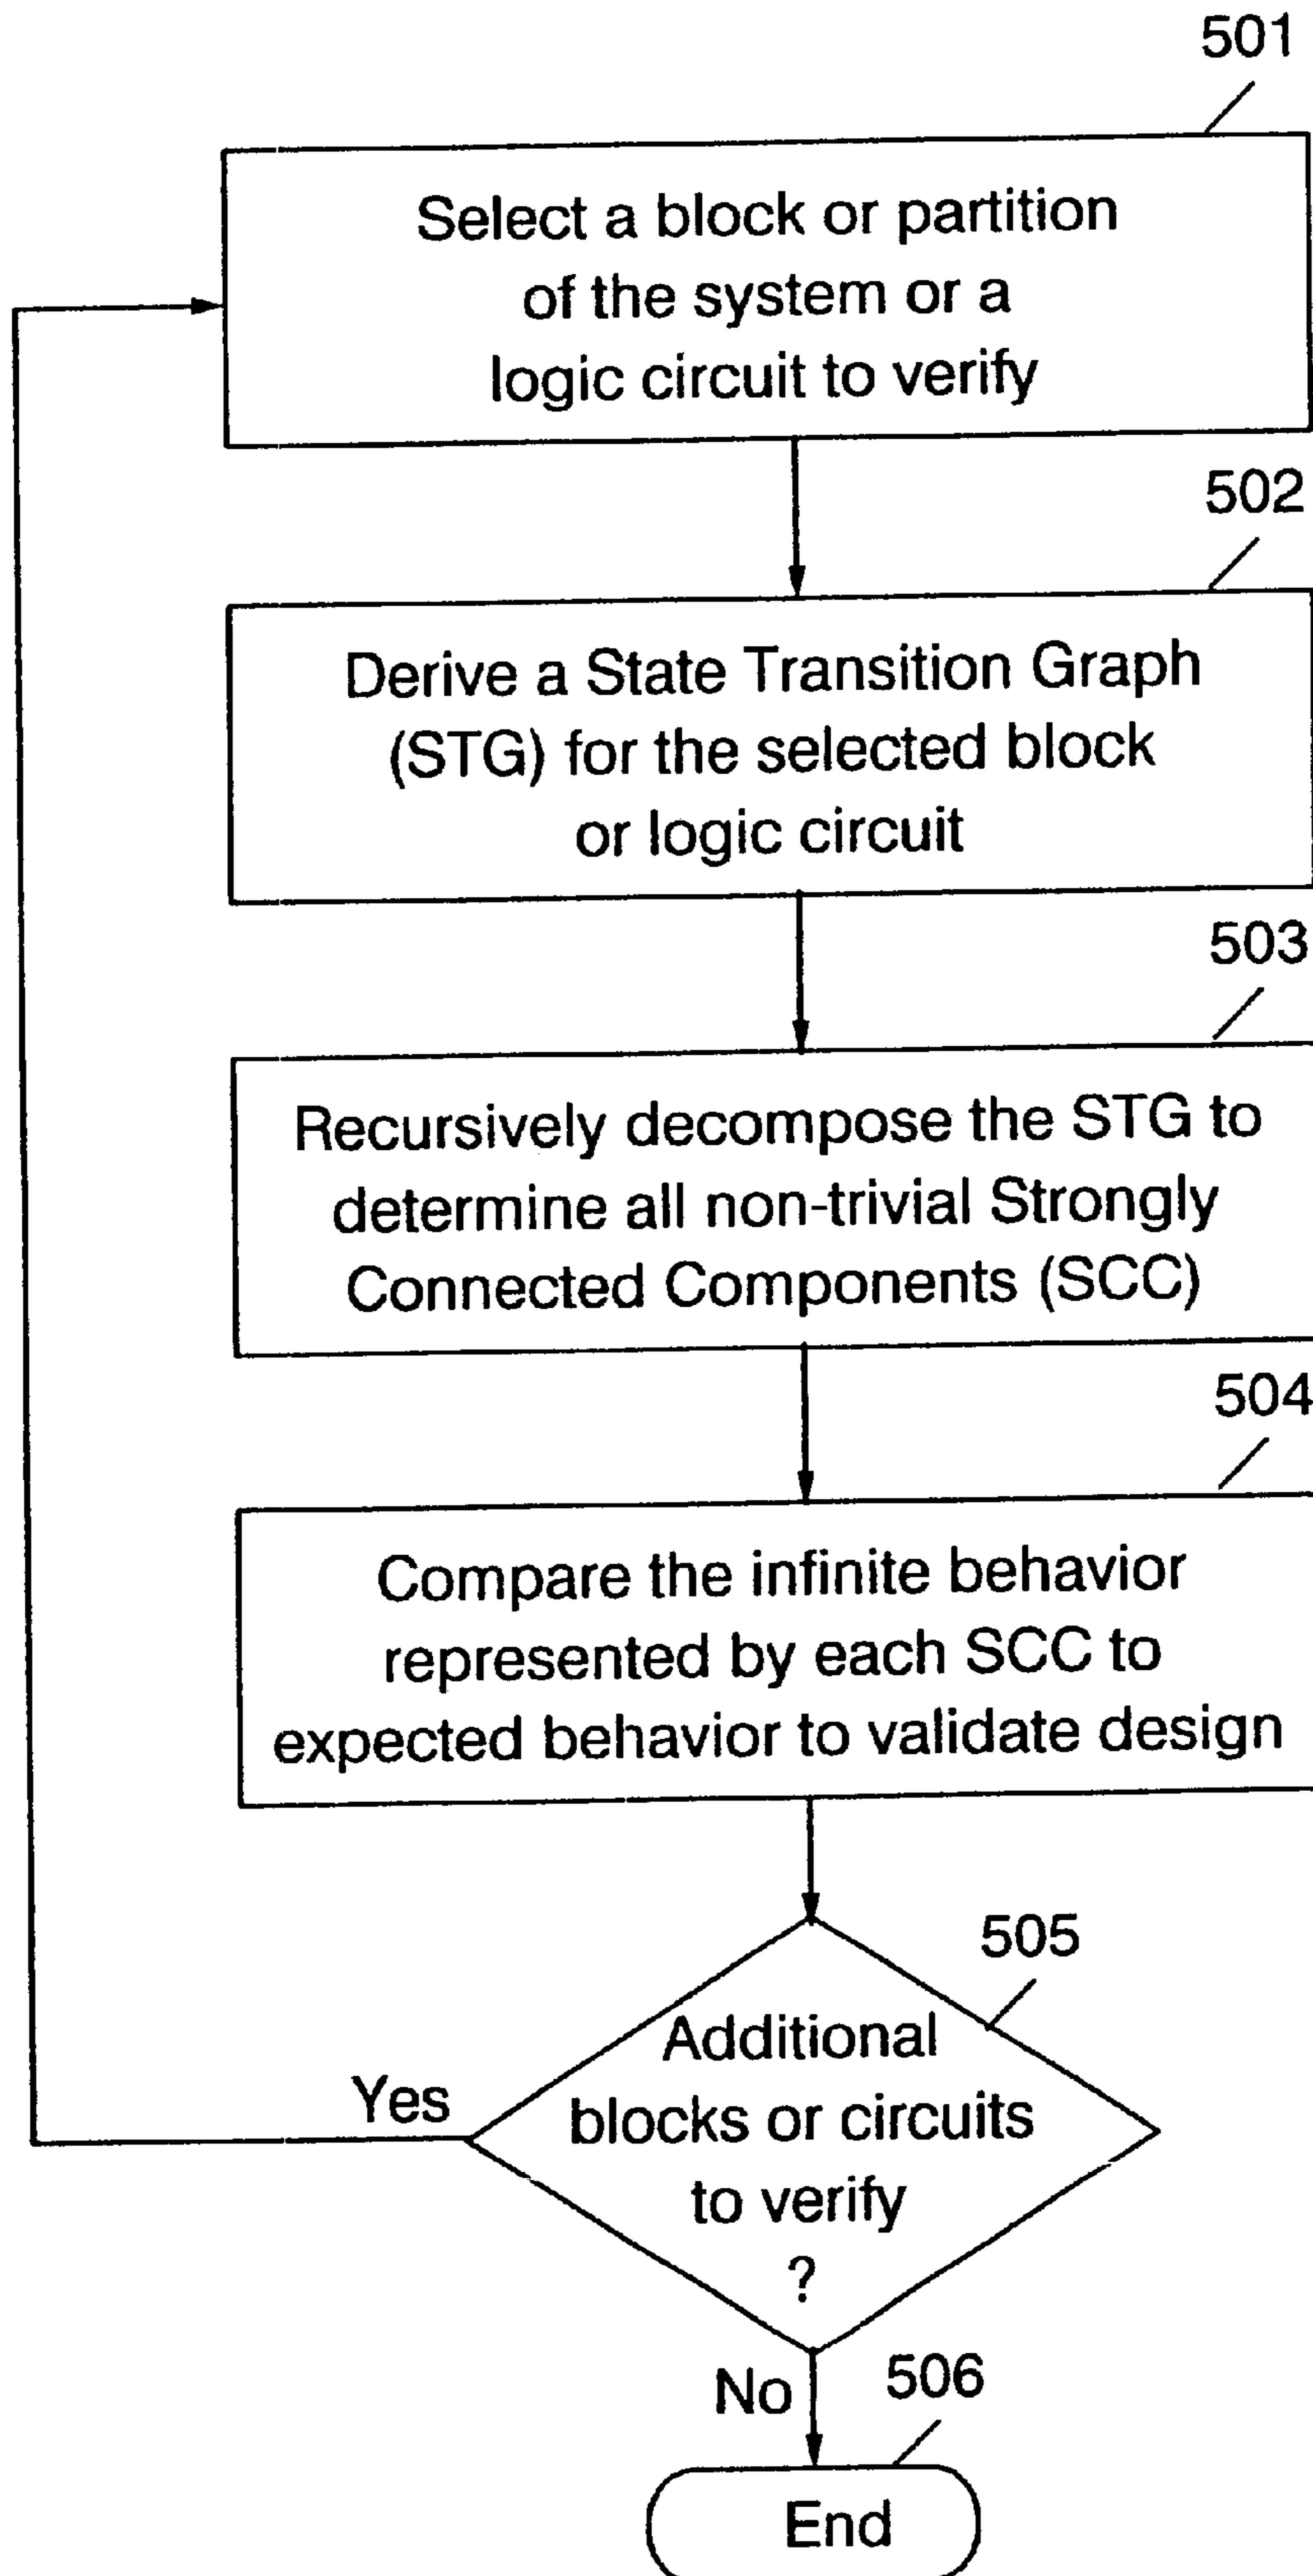 501
Select a block or partition
of the system or a
logic circuit to verify
502
Derive a State Transition Graph
(STG) for the selected block
or logic circuit
503
Recursively decompose the STG to
determine all non-trivial Strongly
Connected Components (SCC)
504
Compare the infinite behavior
represented by each SCC to
expected behavior to validate design
505
Additional
blocks or circuits
to verify
?
Yes
No
506
End